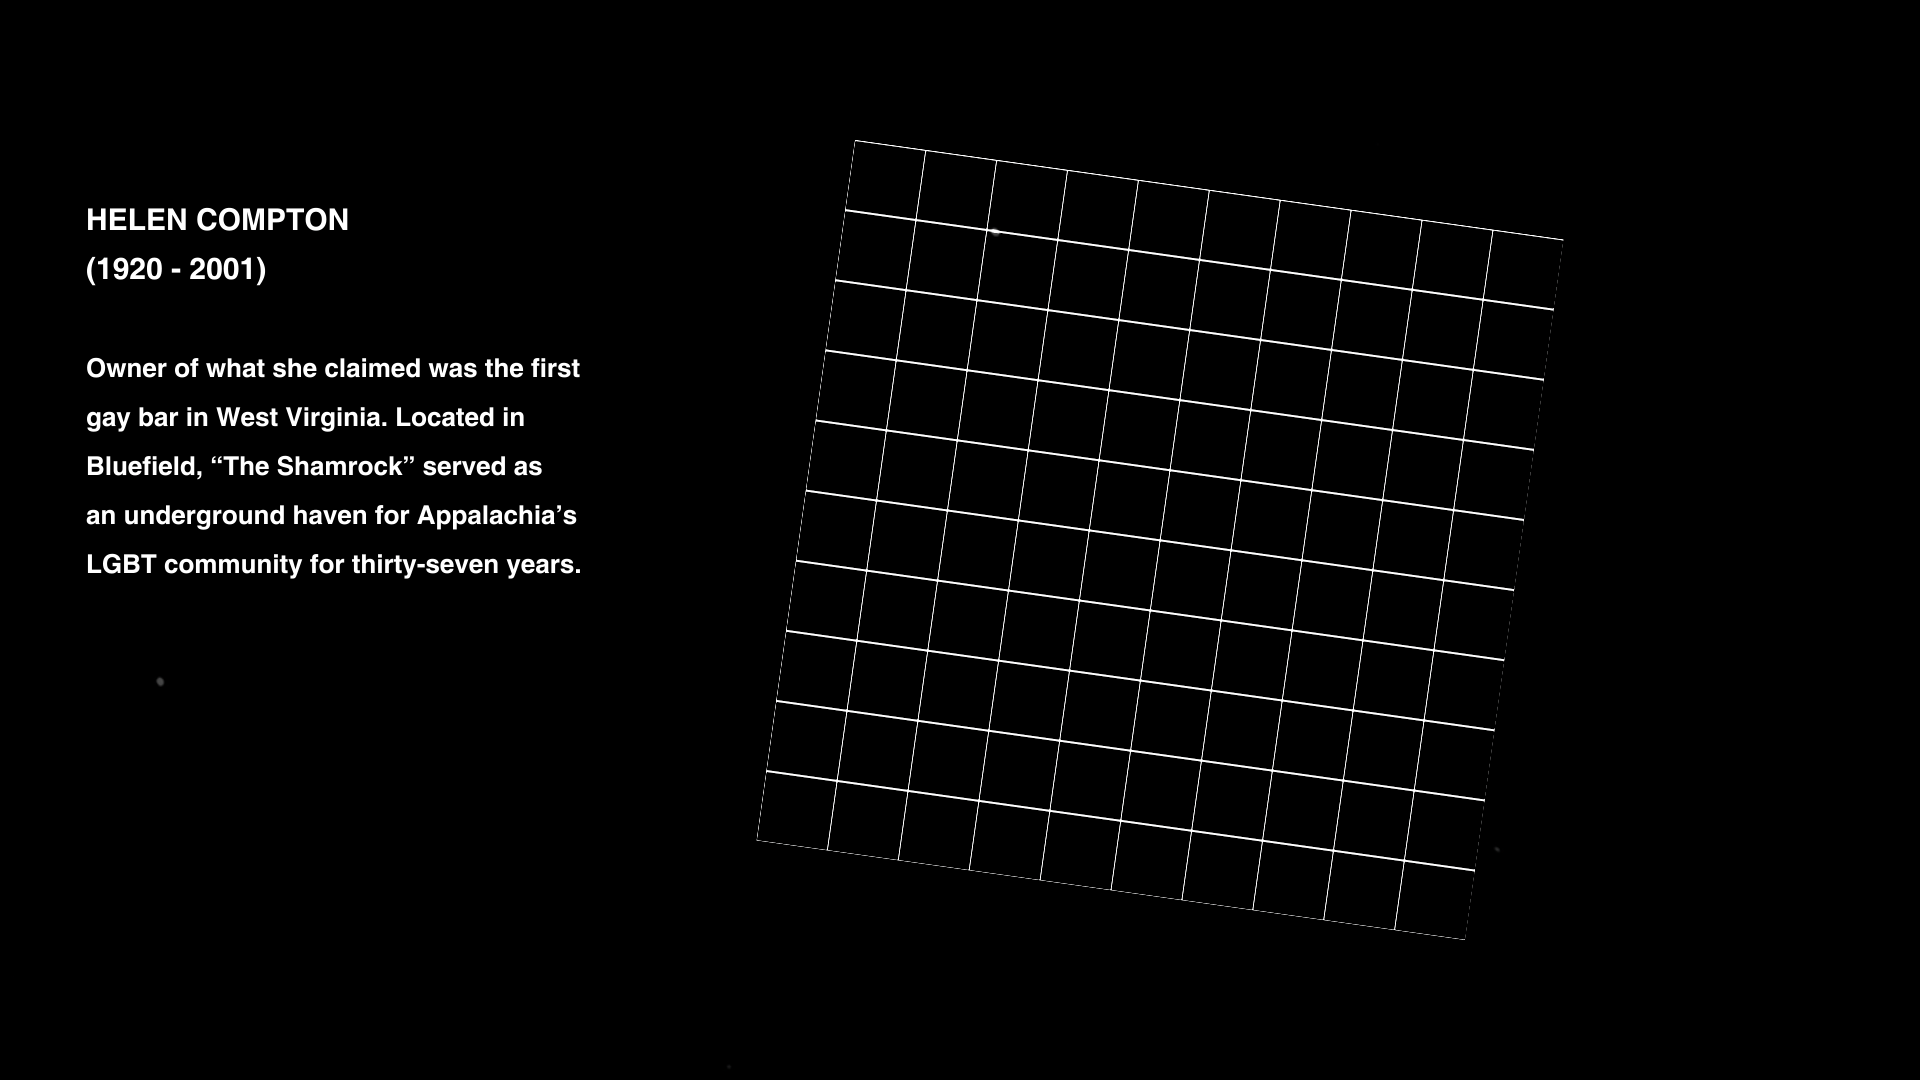 HELEN COMPTON
(1920 - 2001)
Owner of what she claimed was the first
gay bar in West Virginia. Located in
Bluefield, “The Shamrock” served as
an underground haven for Appalachia’s
LGBT community for thirty-seven years.